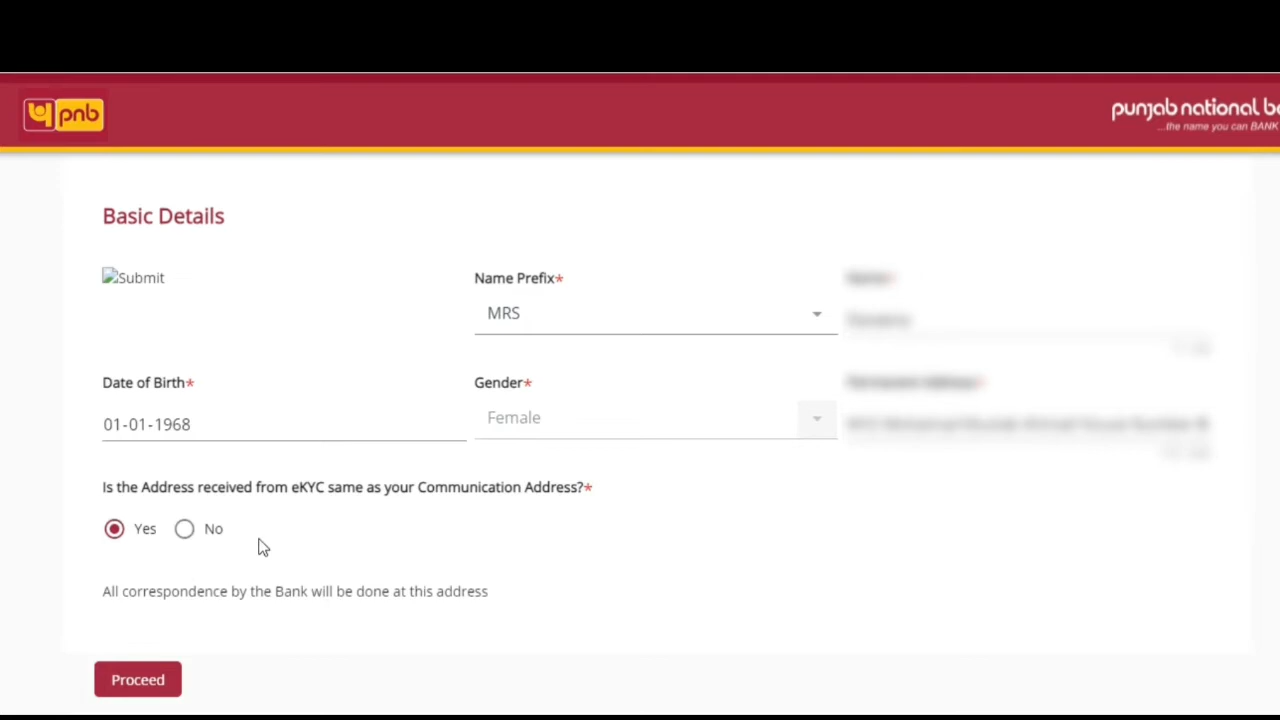 pnb
punjab national b
...the name you can BANK
Basic Details
Submit
Name Prefix*
MRS
Date of Birth*
01-01-1968
Gender*
Female
Is the Address received from eKYC same as your Communication Address?*
Yes No
All correspondence by the Bank will be done at this address
Proceed